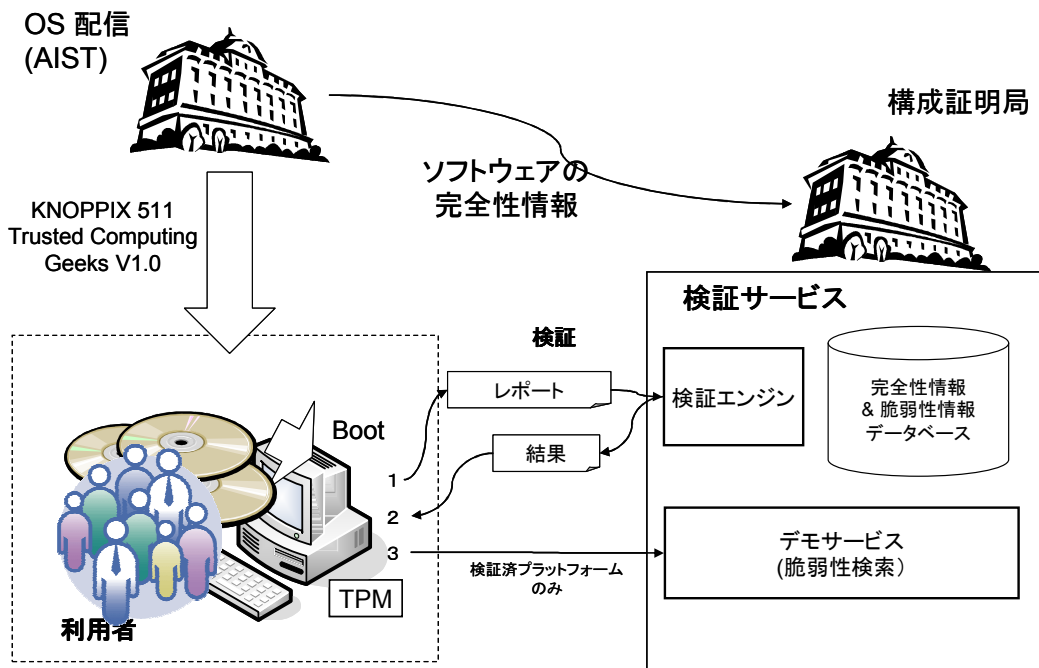 OS 配信
(AIST)
構成証明局
ソフトウェアの
完全性情報
KNOPPIX 511
Trusted Computing
Geeks V1.0
検証サービス
検証
レポート
検証エンジン
完全性情報
& 脆弱性情報
データベース
Boot
結果
1
2
3
検証済プラットフォーム
のみ
デモサービス
(脆弱性検索）
TPM
利用者